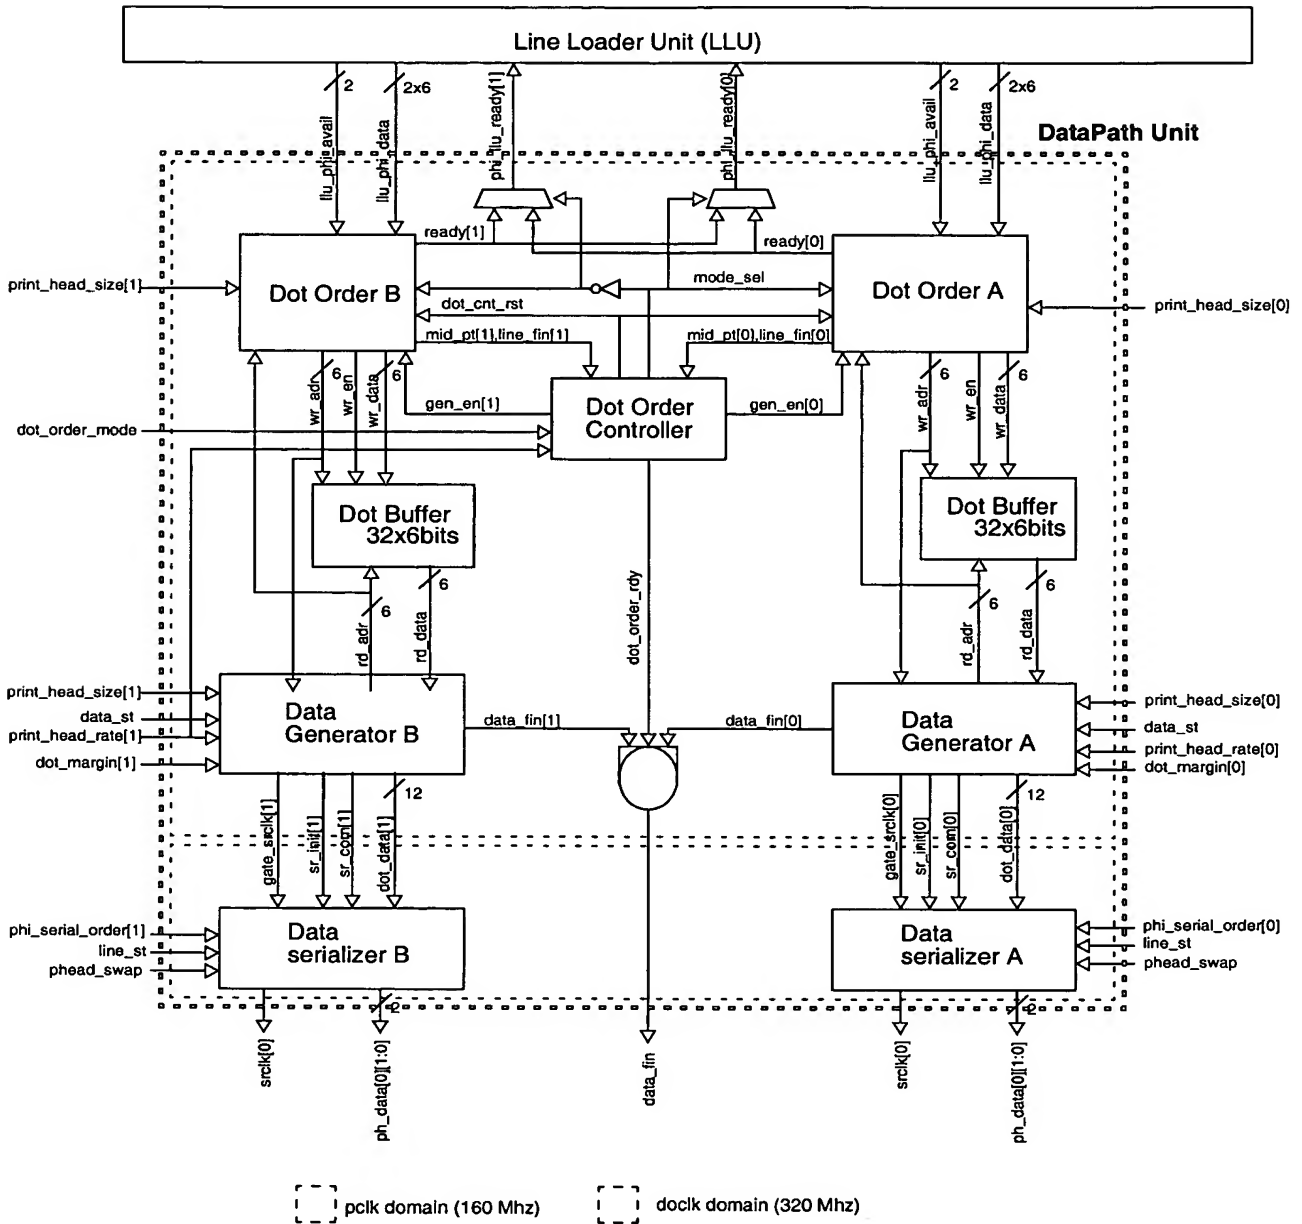 Line Loader Unit (LLU)
2
2x6
2
2x6
llu_phi_avail
llu_phi_data
phi_llu_ready[1]
phi_llu_ready[0]
llu_phi_avail
llu_phi_data
DataPath Unit
ready[1]
ready[0]
print_head_size[1]
Dot Order B
mode_sel
Dot Order A
print_head_size[0]
dot_cnt_rst
mid_pt[1],line_fin[1]
mid_pt[0],line_fin[0]
6
6
6
6
wr_adr
wr_en
wr_data
gen_en[1]
Dot Order
Controller
gen_en[0]
wr_adr
wr_en
wr_data
dot_order_mode
Dot Buffer
32x6bits
Dot Buffer
32x6bits
6
6
6
6
rd_adr
rd_data
dot_order_rdy
rd_adr
rd_data
print_head_size[1]
data_st
print_head_rate[1]
dot_margin[1]
Data
Generator B
data_fin[1]
data_fin[0]
Data
Generator A
print_head_size[0]
data_st
print_head_rate[0]
dot_margin[0]
12
12
gate_srclk[1]
sr_init[1]
sr_com[1]
dot_data[1]
gate_srclk[0]
sr_init[0]
sr_com[0]
dot_data[0]
phi_serial_order[1]
line_st
phead_swap
Data
serializer B
Data
serializer A
phi_serial_order[0]
line_st
phead_swap
2
2
srclk[0]
ph_data[0][1:0]
data_fin
srclk[0]
ph_data[0][1:0]
pclk domain (160 Mhz)
doclk domain (320 Mhz)